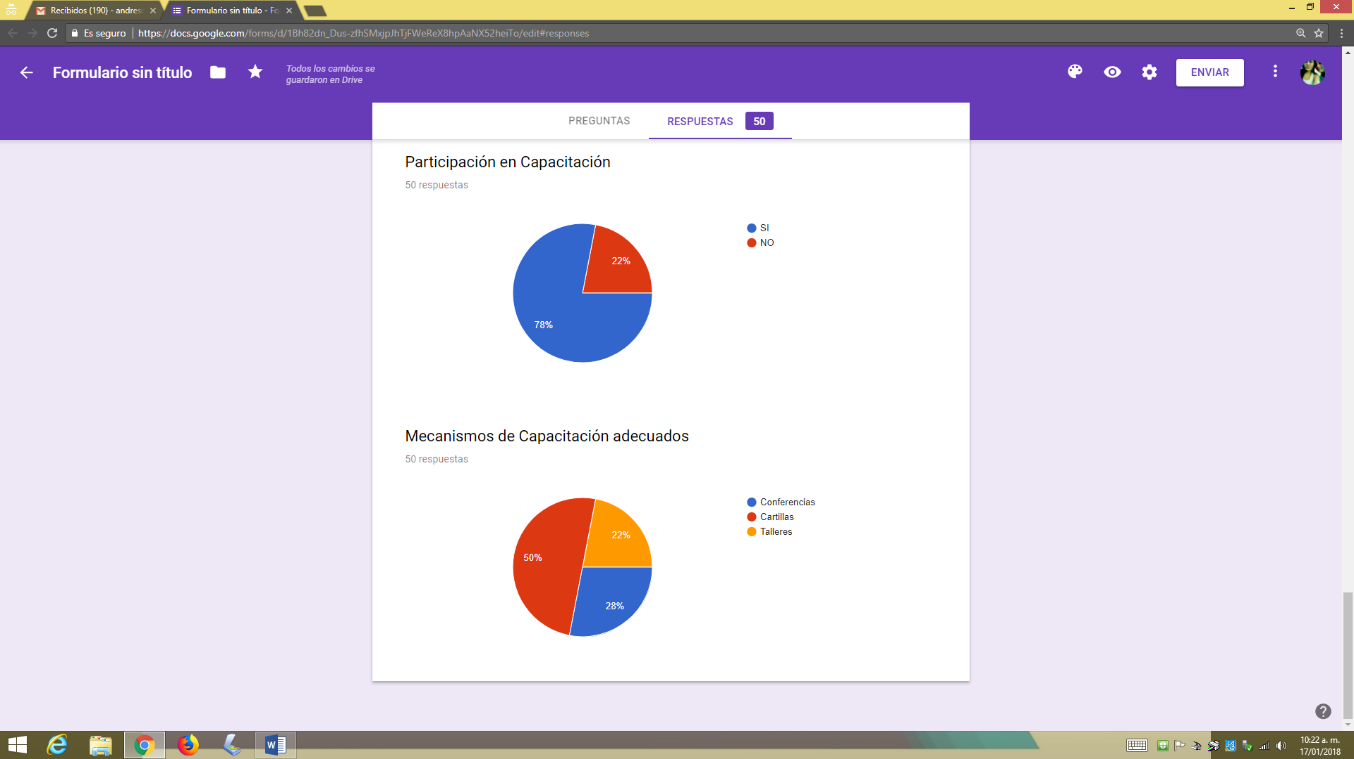 Recibidos (190) - andres
Formulario sin título - Fo
Es seguro | https://docs.google.com/forms/d/1Bh82dn_Dus-zfhSMxjpJhTjFWeReX8hpAaNX52heiTo/edit#responses
Formulario sin título
Todos los cambios se
guardaron en Drive
ENVIAR
PREGUNTAS
RESPUESTAS 50
Participación en Capacitación
50 respuestas
SI
NO
22%
78%
Mecanismos de Capacitación adecuados
50 respuestas
Conferencias
Cartillas
Talleres
22%
50%
28%
10:22 a. m.
17/01/2018